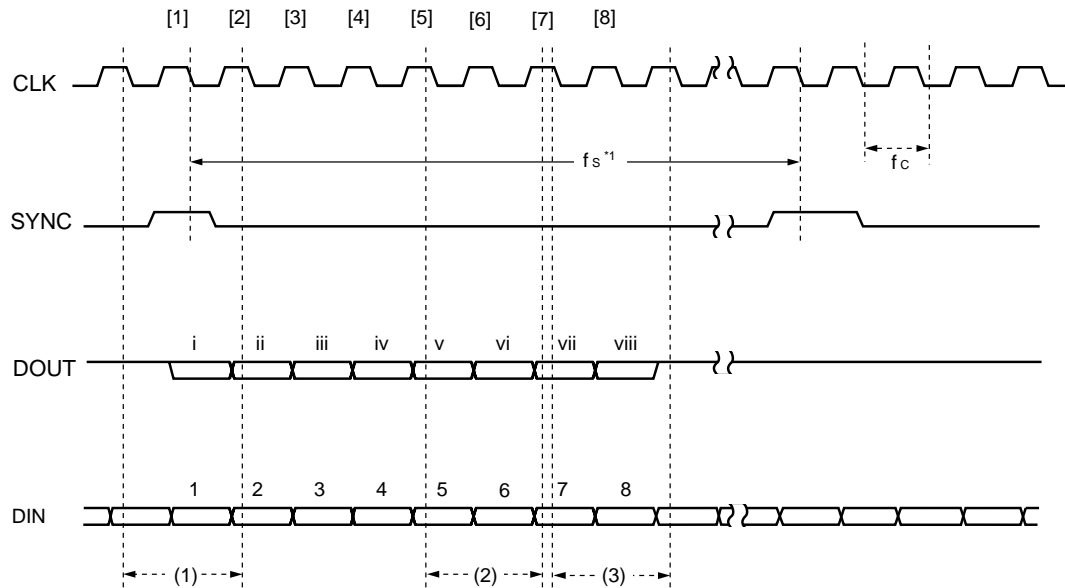 [1] [2] [3] [4] [5] [6] [7] [8]
CLK
fS*1
fC
SYNC
i ii iii iv v vi vii viii
DOUT
1 2 3 4 5 6 7 8
DIN
(1) (2) (3)